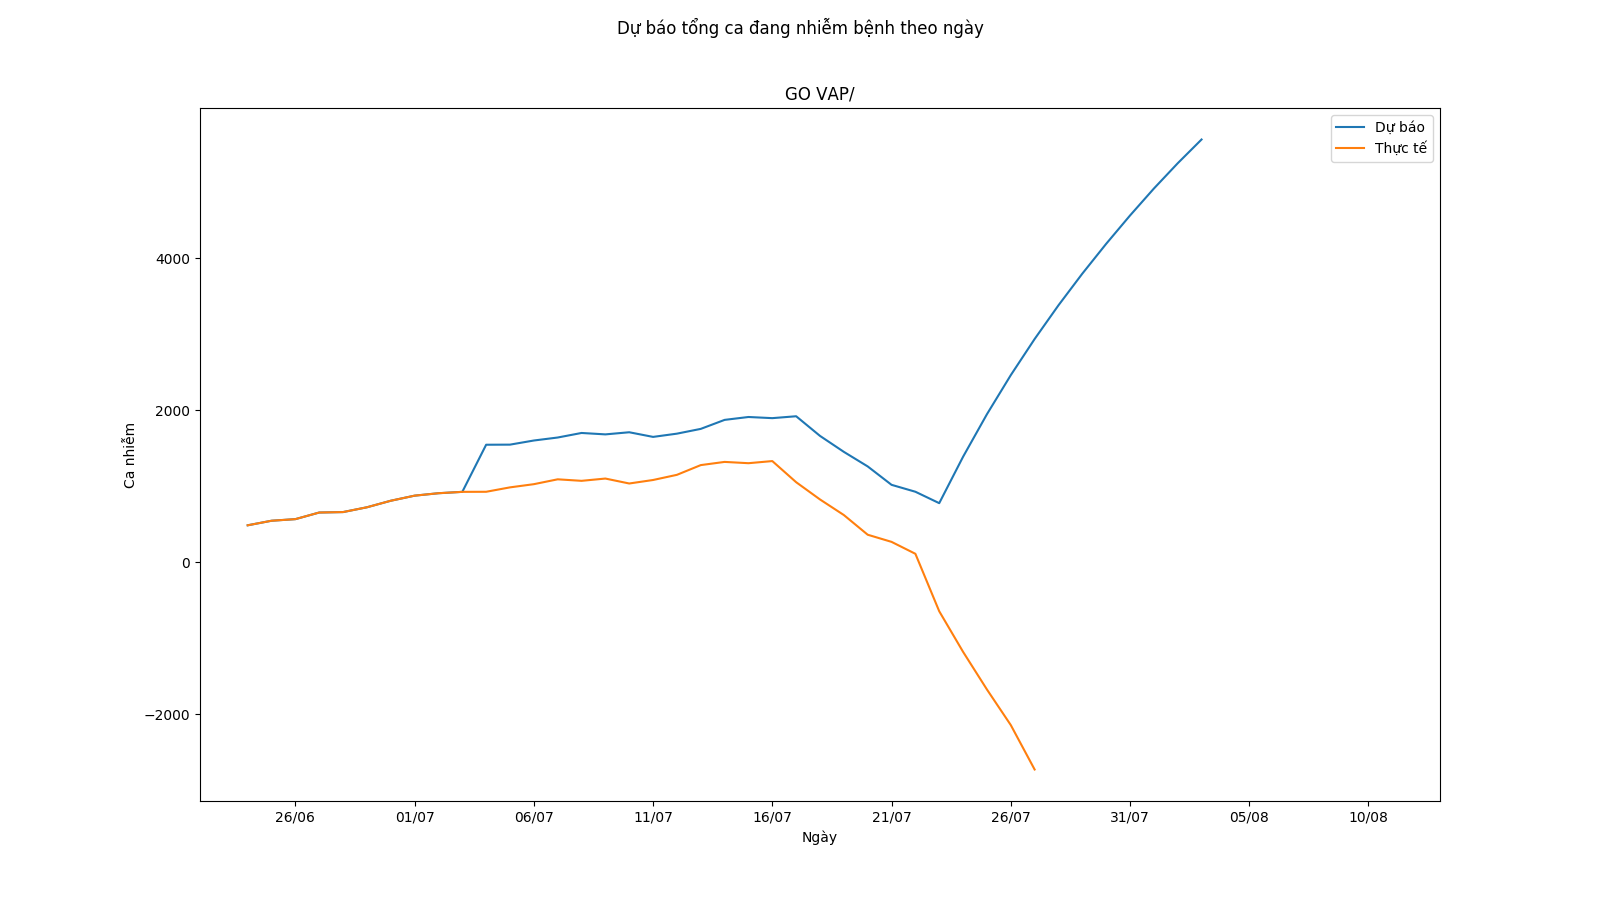 Dự báo tổng ca đang nhiễm bệnh theo ngày
GO VAP/
Dự báo
Thực tế
4000
2000
0
−2000
Ca nhiễm
26/06 01/07 06/07 11/07 16/07 21/07 26/07 31/07 05/08 10/08
Ngày